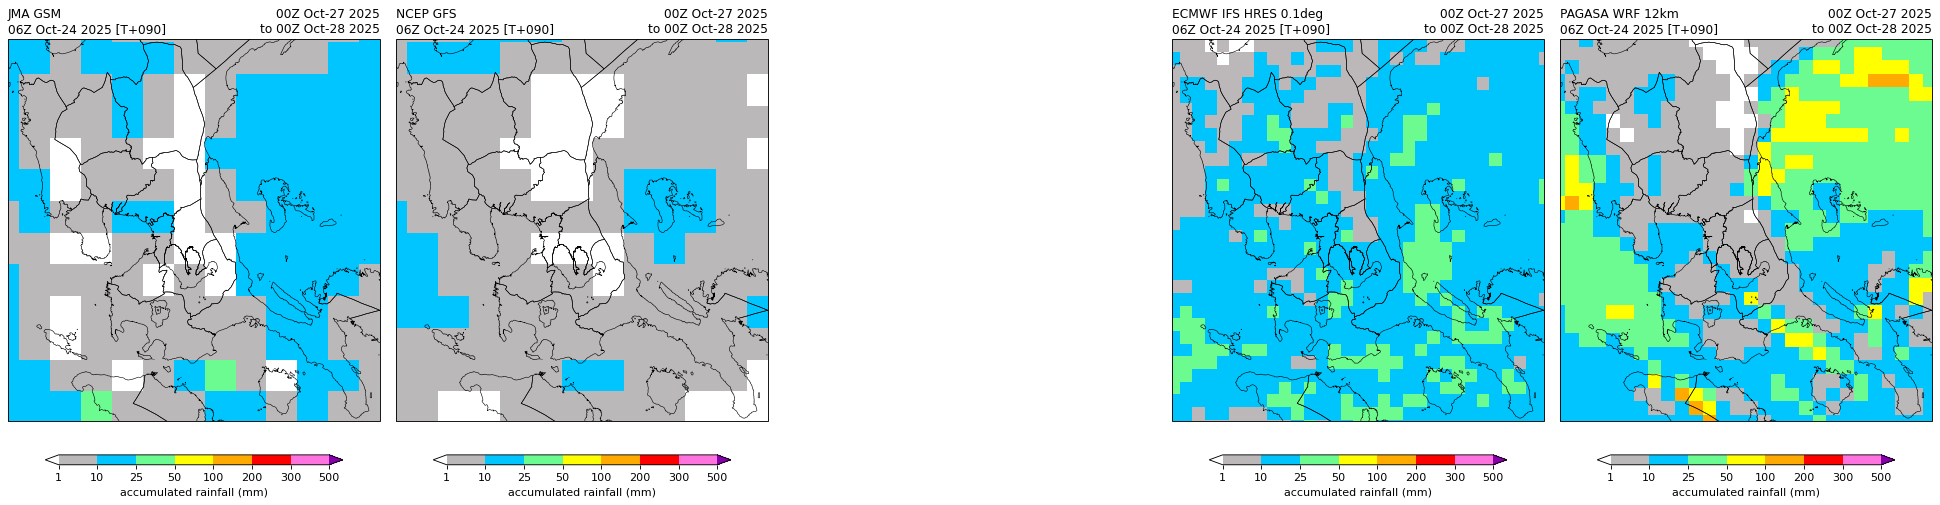 JMA GSM 00Z Oct-27 2025
06Z Oct-24 2025 [T+090] to 00Z Oct-28 2025
1 10 25 50 100 200 300 500
accumulated rainfall (mm)
NCEP GFS 00Z Oct-27 2025
06Z Oct-24 2025 [T+090] to 00Z Oct-28 2025
1 10 25 50 100 200 300 500
accumulated rainfall (mm)
ECMWF IFS HRES 0.1deg 00Z Oct-27 2025
06Z Oct-24 2025 [T+090] to 00Z Oct-28 2025
1 10 25 50 100 200 300 500
accumulated rainfall (mm)
PAGASA WRF 12km 00Z Oct-27 2025
06Z Oct-24 2025 [T+090] to 00Z Oct-28 2025
1 10 25 50 100 200 300 500
accumulated rainfall (mm)